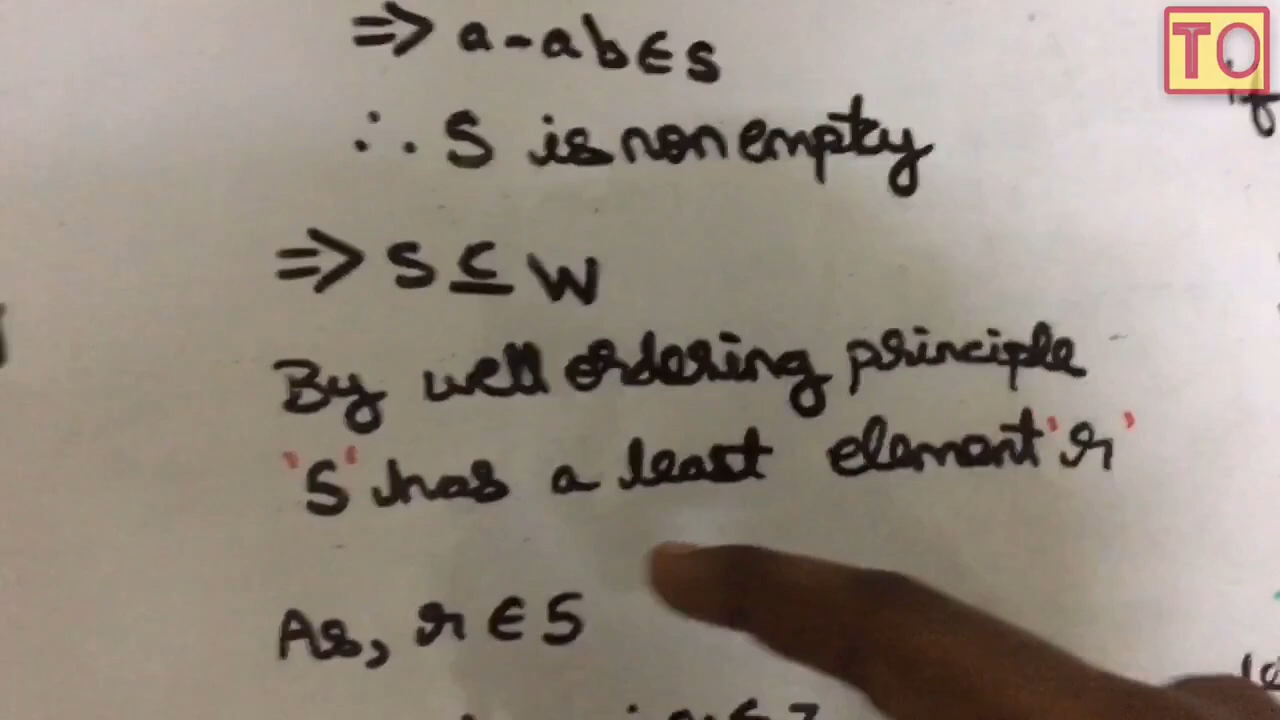 TO
⇒ a-ab∈S
∴ S is nonempty
⇒ S ⊆ W
By well ordering principle
'S' has a least element 'r'
As, r ∈ S